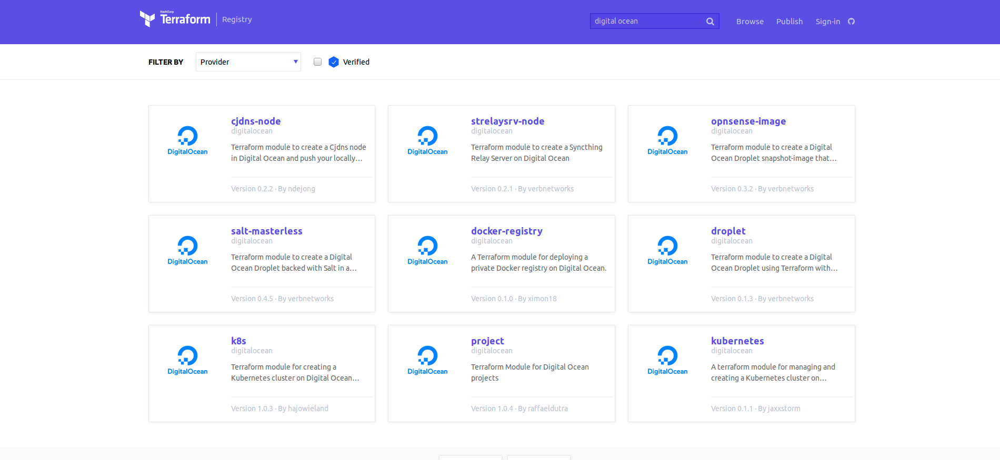 HashiCorp
Terraform
Registry
digital ocean
Browse
Publish
Sign-in
FILTER BY
Provider
Verified
DigitalOcean
cjdns-node
digitalocean
Terraform module to create a Cjdns node
in Digital Ocean and push your locally...
Version 0.2.2 · By ndejong
DigitalOcean
strelaysrv-node
digitalocean
Terraform module to create a Syncthing
Relay Server on Digital Ocean
Version 0.2.1 · By verbnetworks
DigitalOcean
opnsense-image
digitalocean
Terraform module to create a Digital
Ocean Droplet snapshot-image that...
Version 0.3.2 · By verbnetworks
DigitalOcean
salt-masterless
digitalocean
Terraform module to create a Digital
Ocean Droplet backed with Salt in a...
Version 0.4.5 · By verbnetworks
DigitalOcean
docker-registry
digitalocean
A Terraform module for deploying a
private Docker registry on Digital Ocean.
Version 0.1.0 · By ximon18
DigitalOcean
droplet
digitalocean
Terraform module to create a Digital
Ocean Droplet using Terraform with...
Version 0.1.3 · By verbnetworks
DigitalOcean
k8s
digitalocean
Terraform module for creating a
Kubernetes cluster on Digital Ocean...
Version 1.0.3 · By hajowieland
DigitalOcean
project
digitalocean
Terraform Module for Digital Ocean
projects
Version 1.0.4 · By raffaeldutra
DigitalOcean
kubernetes
digitalocean
A terraform module for managing and
creating a Kubernetes cluster on...
Version 0.1.1 · By jaxxstorm